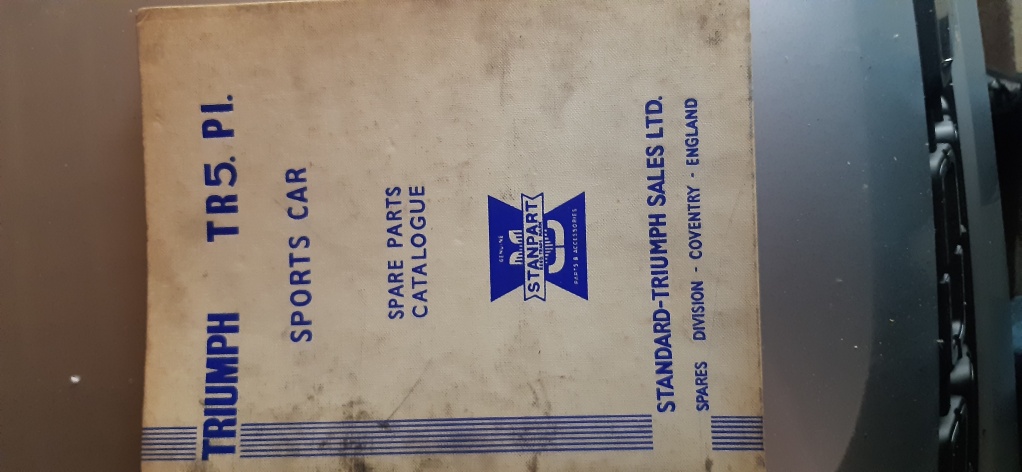 TRIUMPH TR5. PI.
SPORTS CAR
SPARE PARTS
CATALOGUE
GENUINE
STANPART
PARTS & ACCESSORIES
STANDARD-TRIUMPH SALES LTD.
SPARES DIVISION - COVENTRY - ENGLAND